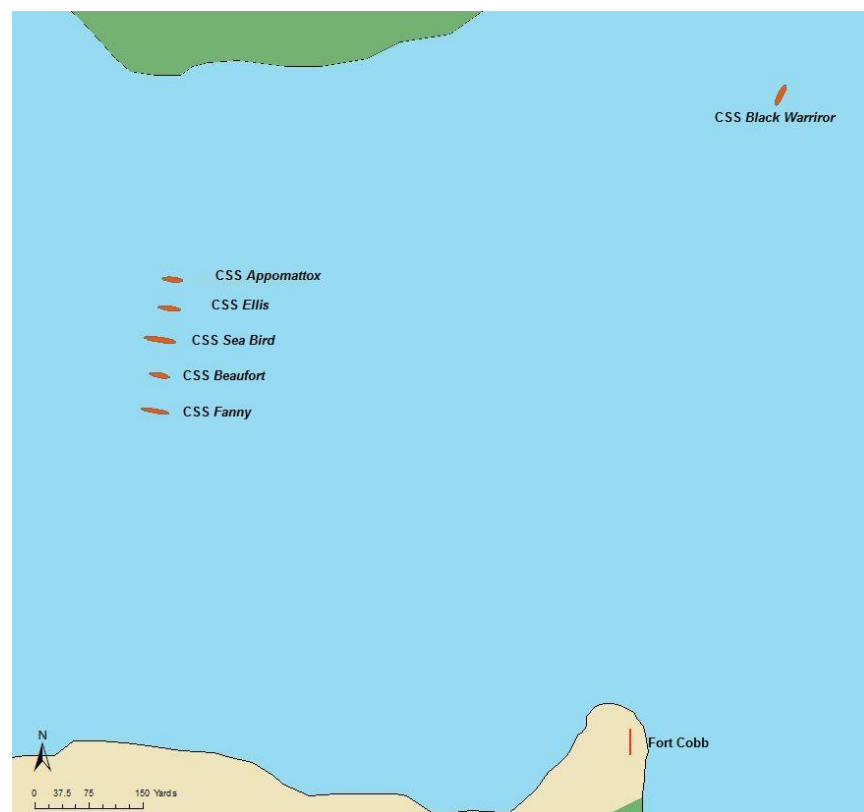 CSS Black Warriror
CSS Appomattox
CSS Ellis
CSS Sea Bird
CSS Beaufort
CSS Fanny
N
Fort Cobb
0 37.5 75 150 Yards